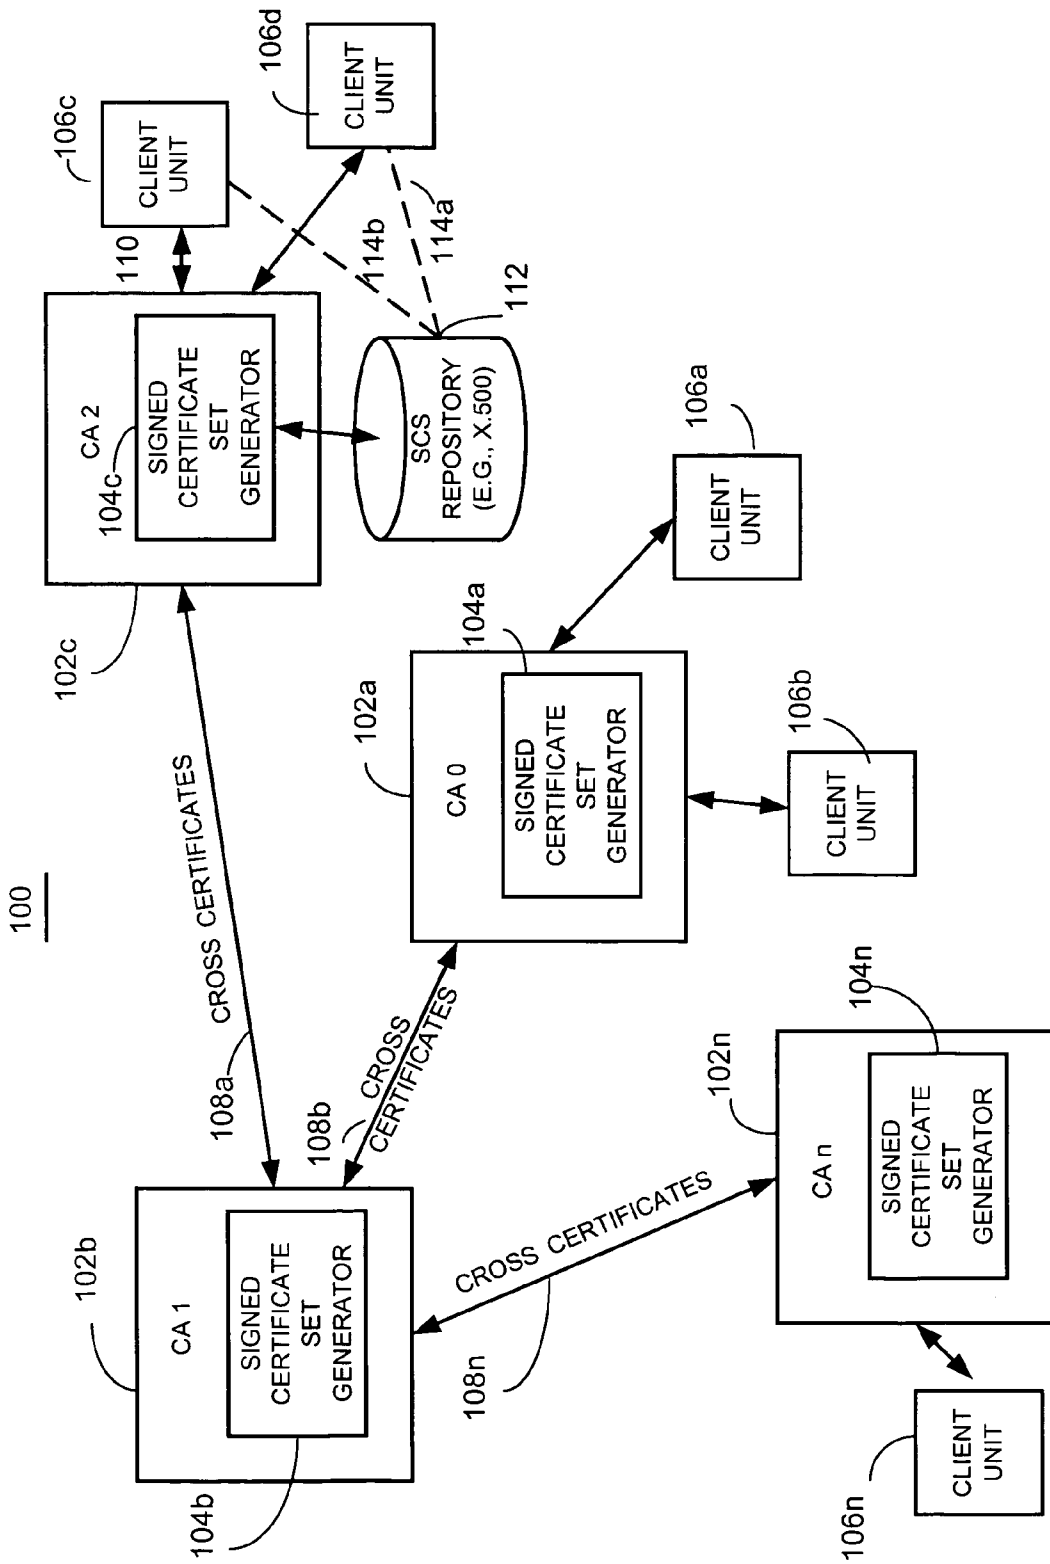 100
102b
CA 1
SIGNED
CERTIFICATE
SET
GENERATOR
104b
108a
CROSS CERTIFICATES
102c
CA 2
104c
SIGNED
CERTIFICATE
SET
GENERATOR
110
106c
CLIENT
UNIT
106d
CLIENT
UNIT
114b
114a
112
SCS
REPOSITORY
(E.G., X.500)
108b
CROSS
CERTIFICATES
102a
CA 0
104a
SIGNED
CERTIFICATE
SET
GENERATOR
106a
CLIENT
UNIT
106b
CLIENT
UNIT
108n
CROSS CERTIFICATES
102n
CA n
104n
SIGNED
CERTIFICATE
SET
GENERATOR
106n
CLIENT
UNIT